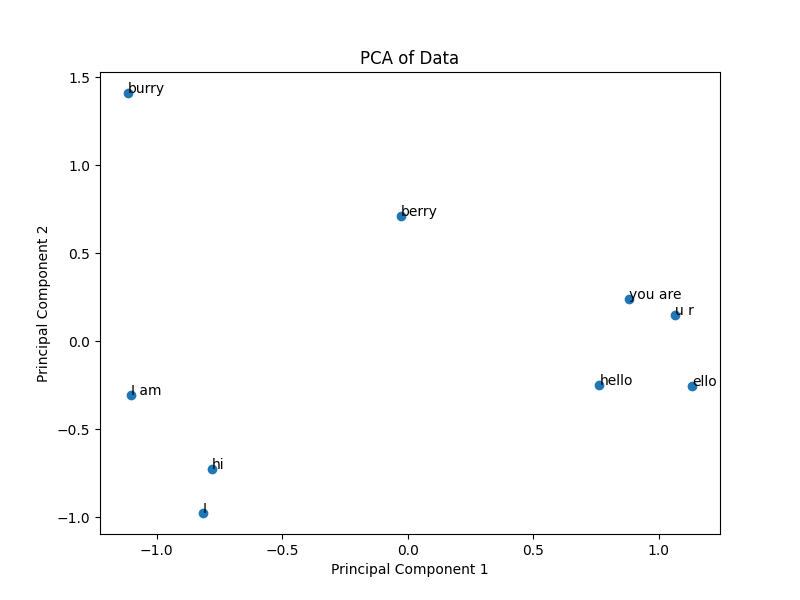 PCA of Data
1.5
1.0
0.5
0.0
−0.5
−1.0
Principal Component 2
burry
berry
you are
u r
hello
ello
I am
hi
I
−1.0 −0.5 0.0 0.5 1.0
Principal Component 1